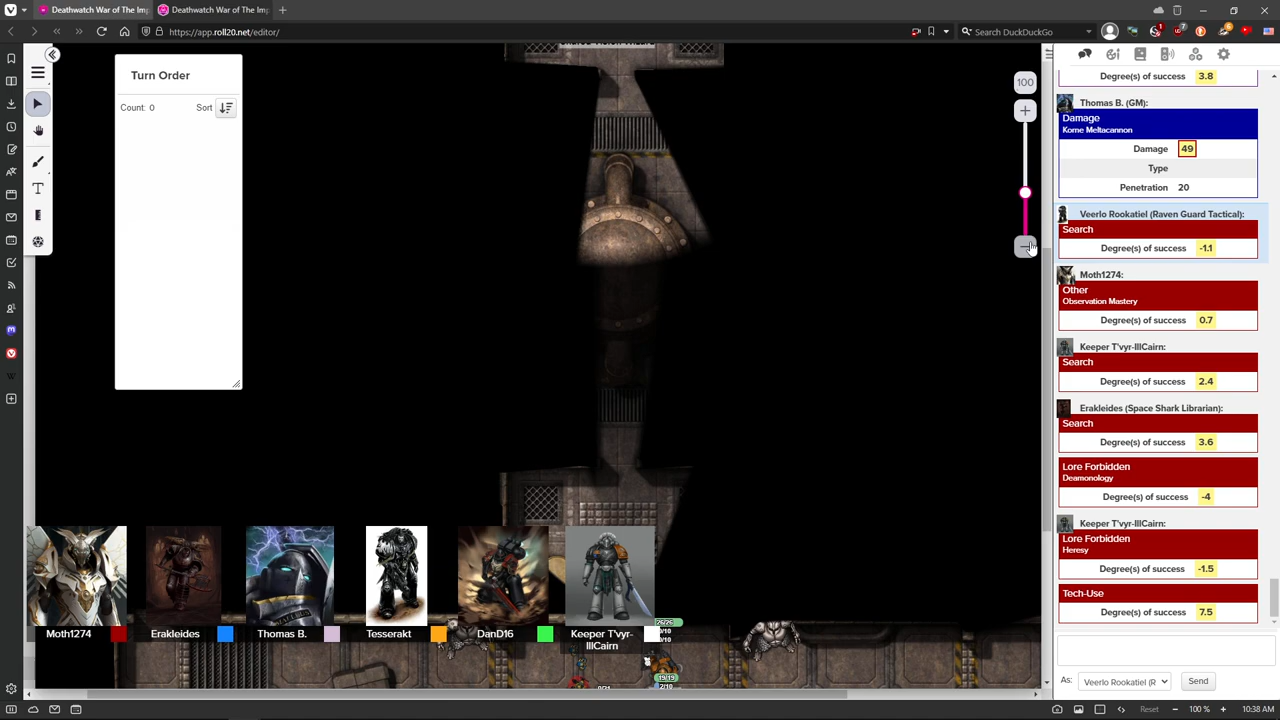 Deathwatch War of The Imp
Deathwatch War of The Imp
https://app.roll20.net/editor/
Search DuckDuckGo
Turn Order
Count: 0
Sort
100
Degree(s) of success 3.8
Thomas B. (GM):
Damage
Kome Meltacannon
Damage 49
Type
Penetration 20
Veerlo Rookatiel (Raven Guard Tactical):
Search
Degree(s) of success -1.1
Moth1274:
Other
Observation Mastery
Degree(s) of success 0.7
Keeper T'vyr-IllCairn:
Search
Degree(s) of success 2.4
Erakleides (Space Shark Librarian):
Search
Degree(s) of success 3.6
Lore Forbidden
Deamonology
Degree(s) of success -4
Keeper T'vyr-IllCairn:
Lore Forbidden
Heresy
Degree(s) of success -1.5
Tech-Use
Degree(s) of success 7.5
As: Veerlo Rookatiel (R
Send
Moth1274
Erakleides
Thomas B.
Tesserakt
DanD16
Keeper T'vyr-
IllCairn
26/26
19/19
2/10
Reset
100 %
10:38 AM